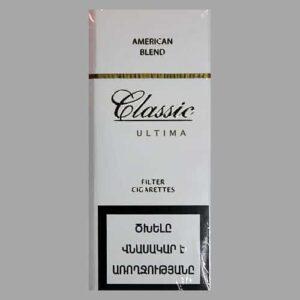 AMERICAN
BLEND
Classic
ULTIMA
FILTER
CIGARETTES
ԾԽԵԼԸ
ՎՆԱՍԱԿԱՐ Է
ԱՌՈՂՋՈՒԹՅԱՆԸ